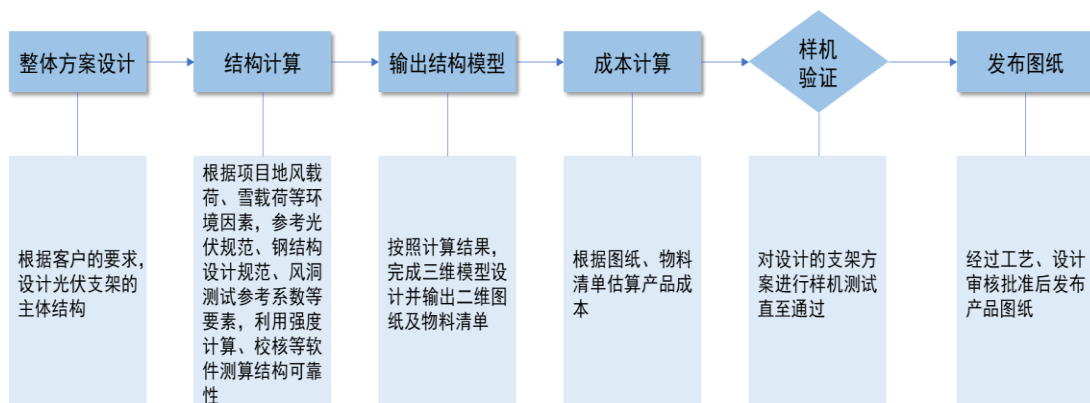 整体方案设计
结构计算
输出结构模型
成本计算
样机
验证
发布图纸
根据客户的要求，
设计光伏支架的
主体结构
根据项目地风载
荷、雪载荷等环
境因素，参考光
伏规范、钢结构
设计规范、风洞
测试参考系数等
要素，利用强度
计算、校核等软
件测算结构可靠
性
按照计算结果，
完成三维模型设
计并输出二维图
纸及物料清单
根据图纸、物料
清单估算产品成
本
对设计的支架方
案进行样机测试
直至通过
经过工艺、设计
审核批准后发布
产品图纸